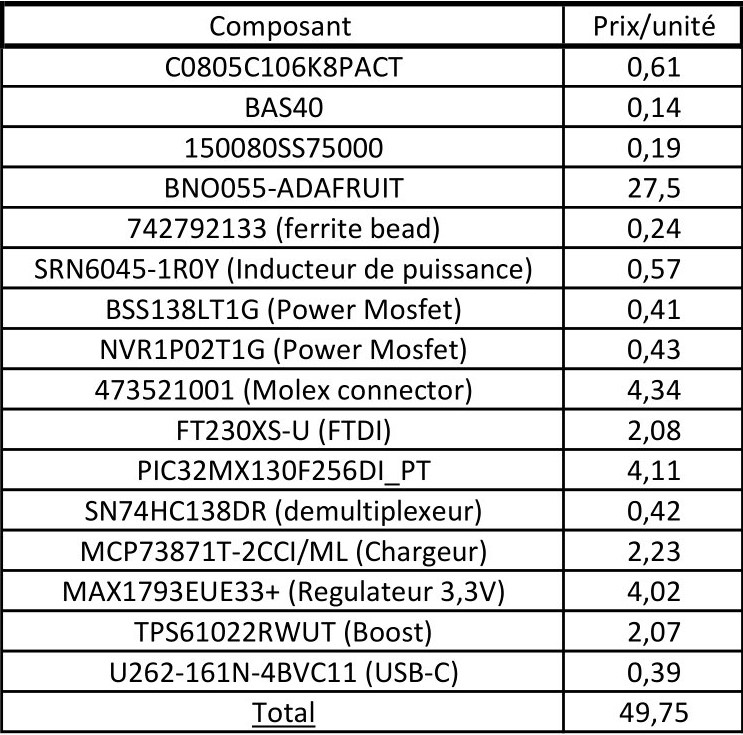 Composant Prix/unité
C0805C106K8PACT 0,61
BAS40 0,14
150080SS75000 0,19
BNO055-ADAFRUIT 27,5
742792133 (ferrite bead) 0,24
SRN6045-1R0Y (Inducteur de puissance) 0,57
BSS138LT1G (Power Mosfet) 0,41
NVR1P02T1G (Power Mosfet) 0,43
473521001 (Molex connector) 4,34
FT230XS-U (FTDI) 2,08
PIC32MX130F256DI_PT 4,11
SN74HC138DR (demultiplexeur) 0,42
MCP73871T-2CCI/ML (Chargeur) 2,23
MAX1793EUE33+ (Regulateur 3,3V) 4,02
TPS61022RWUT (Boost) 2,07
U262-161N-4BVC11 (USB-C) 0,39
Total 49,75